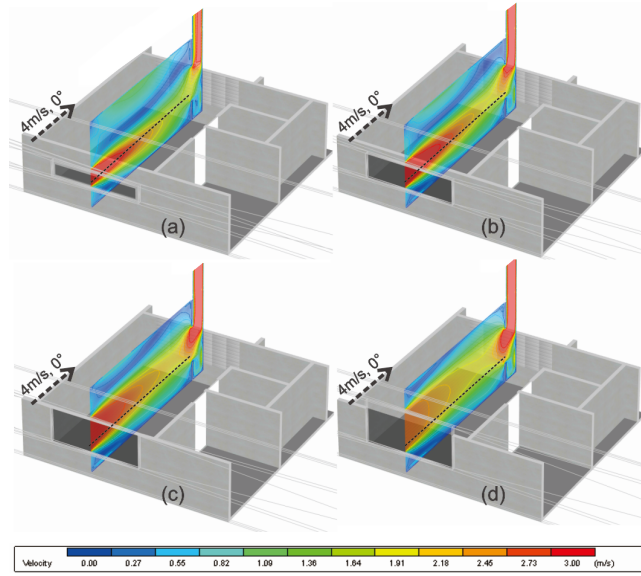 4m/s, 0°
(a)
4m/s, 0°
(b)
4m/s, 0°
(c)
4m/s, 0°
(d)
Velocity 0.00 0.27 0.55 0.82 1.09 1.36 1.64 1.91 2.18 2.46 2.73 3.00 (m/s)